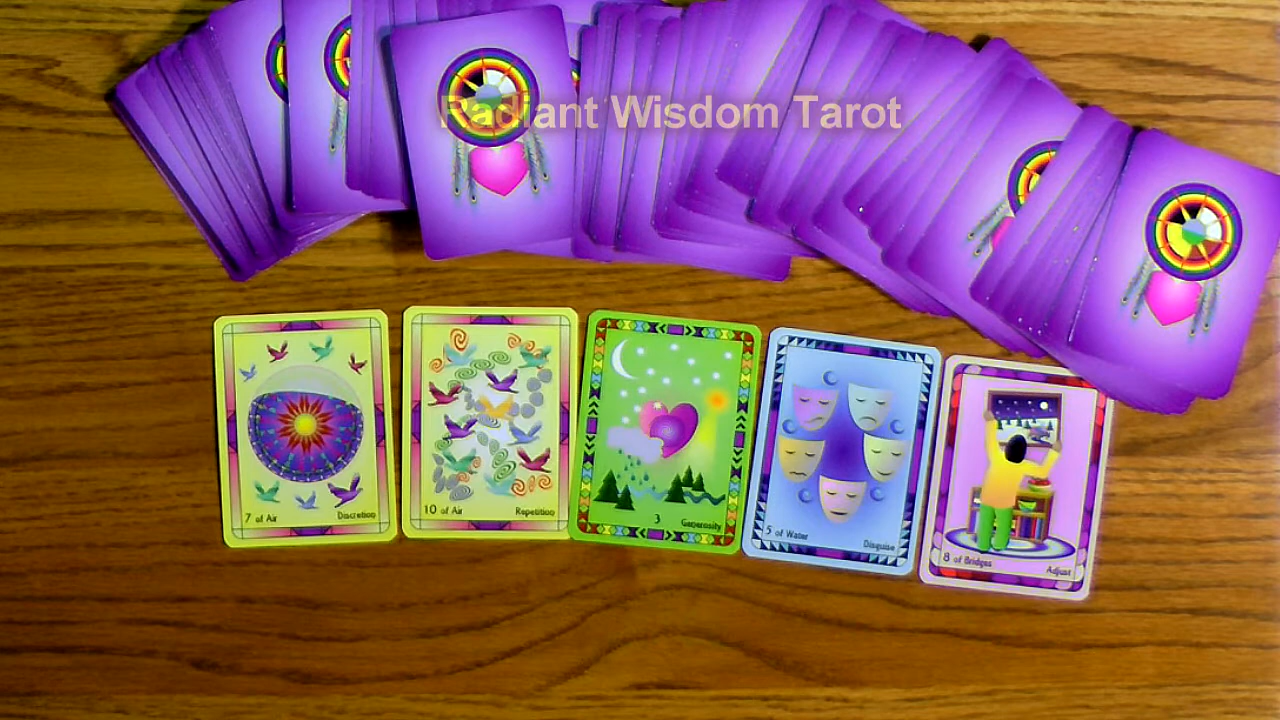 Radiant Wisdom Tarot
7 of Air
Discretion
10 of Air
Repetition
3
Generosity
5 of Water
Disguise
8 of Bridges
Adjust